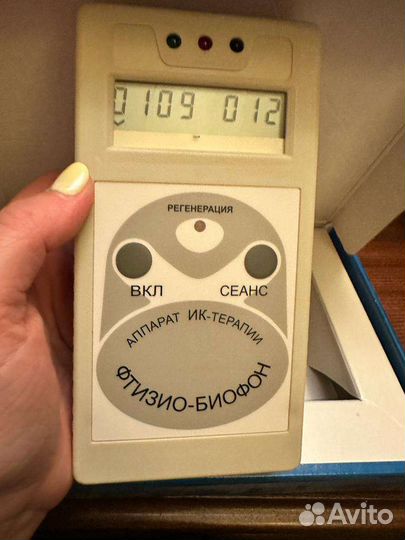 0109 012
РЕГЕНЕРАЦИЯ
ВКЛ СЕАНС
АППАРАТ ИК-ТЕРАПИИ
ФТИЗИО-БИОФОН
Avito